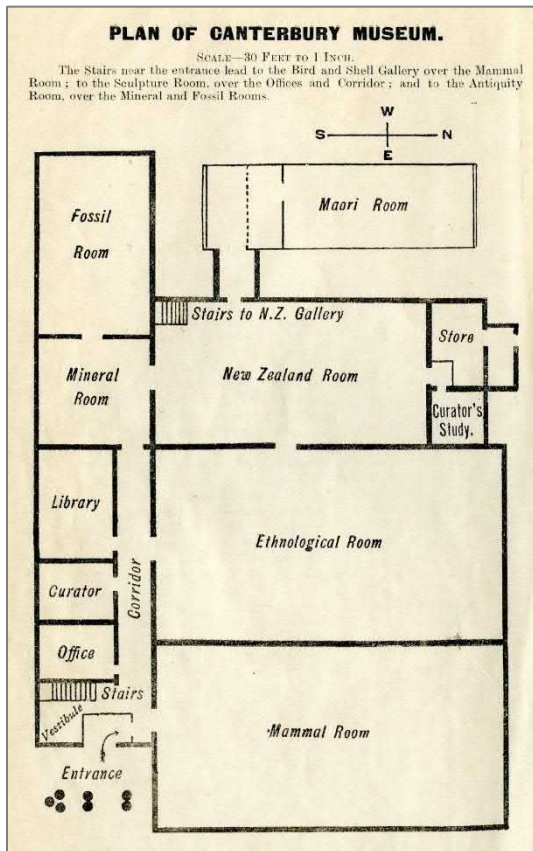 PLAN OF CANTERBURY MUSEUM.
SCALE—30 FEET TO 1 INCH.
The Stairs near the entrance lead to the Bird and Shell Gallery over the Mammal
Room; to the Sculpture Room, over the Offices and Corridor; and to the Antiquity
Room, over the Mineral and Fossil Rooms.
W
S
N
E
Fossil
Room
Maori Room
Stairs to N.Z. Gallery
Store
Mineral
Room
New Zealand Room
Curator's
Study.
Library
Ethnological Room
Corridor
Curator
Office
Stairs
Vestibule
Mammal Room
Entrance